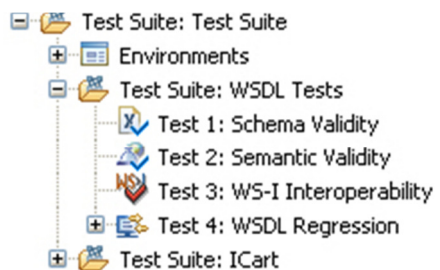 Test Suite: Test Suite
Environments
Test Suite: WSDL Tests
Test 1: Schema Validity
Test 2: Semantic Validity
Test 3: WS-I Interoperability
Test 4: WSDL Regression
Test Suite: ICart